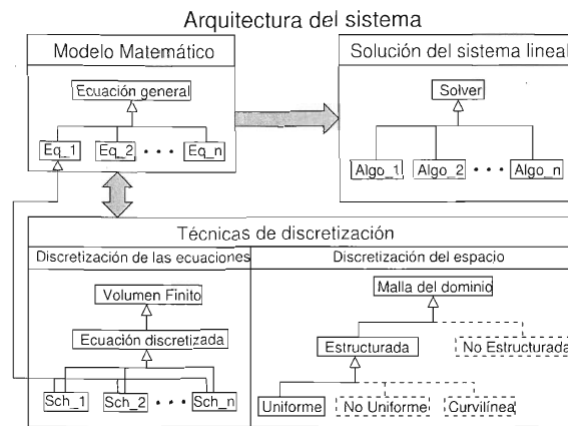 Arquitectura del sistema
Modelo Matemático
Solución del sistema lineal
Ecuación general
Solver
Eq_1 Eq_2 • • • Eq_n
Algo_1 Algo_2 • • • Algo_n
Técnicas de discretización
Discretización de las ecuaciones
Discretización del espacio
Volumen Finito
Malla del dominio
Ecuación discretizada
Estructurada
No Estructurada
Sch_1 Sch_2 • • • Sch_n
Uniforme No Uniforme Curvilínea